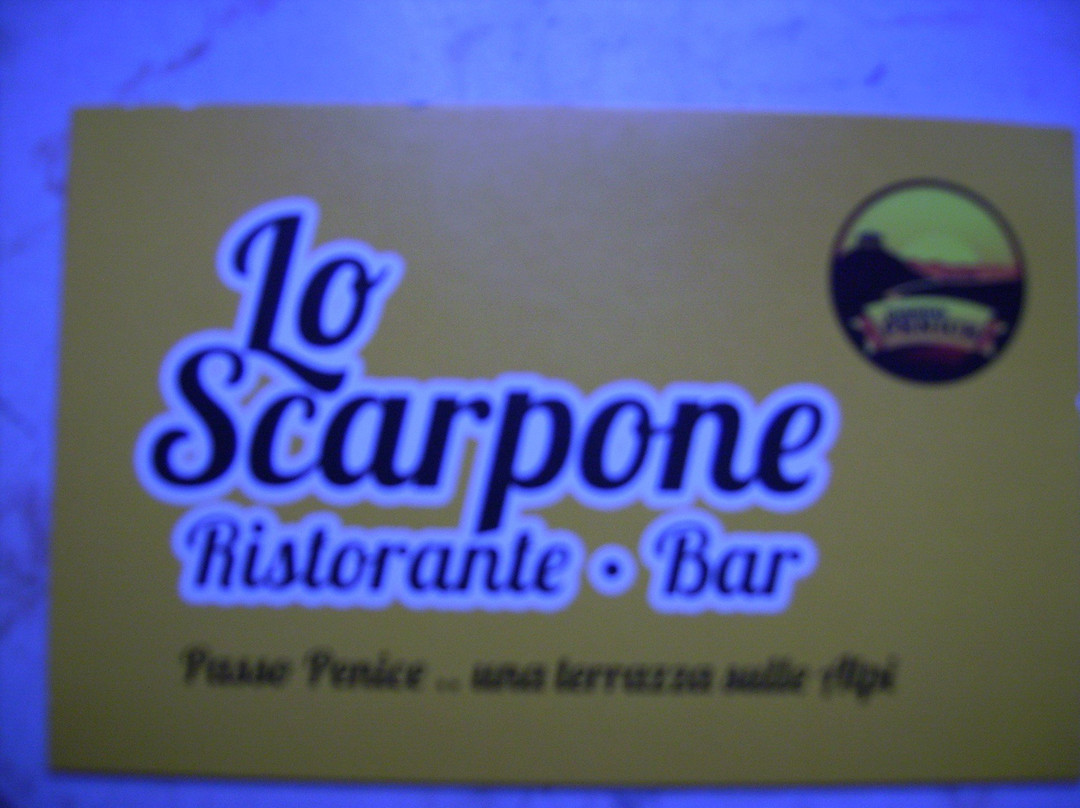 Lo
Scarpone
Ristorante • Bar
Passo Penice .. una terrazza sulle Alpi